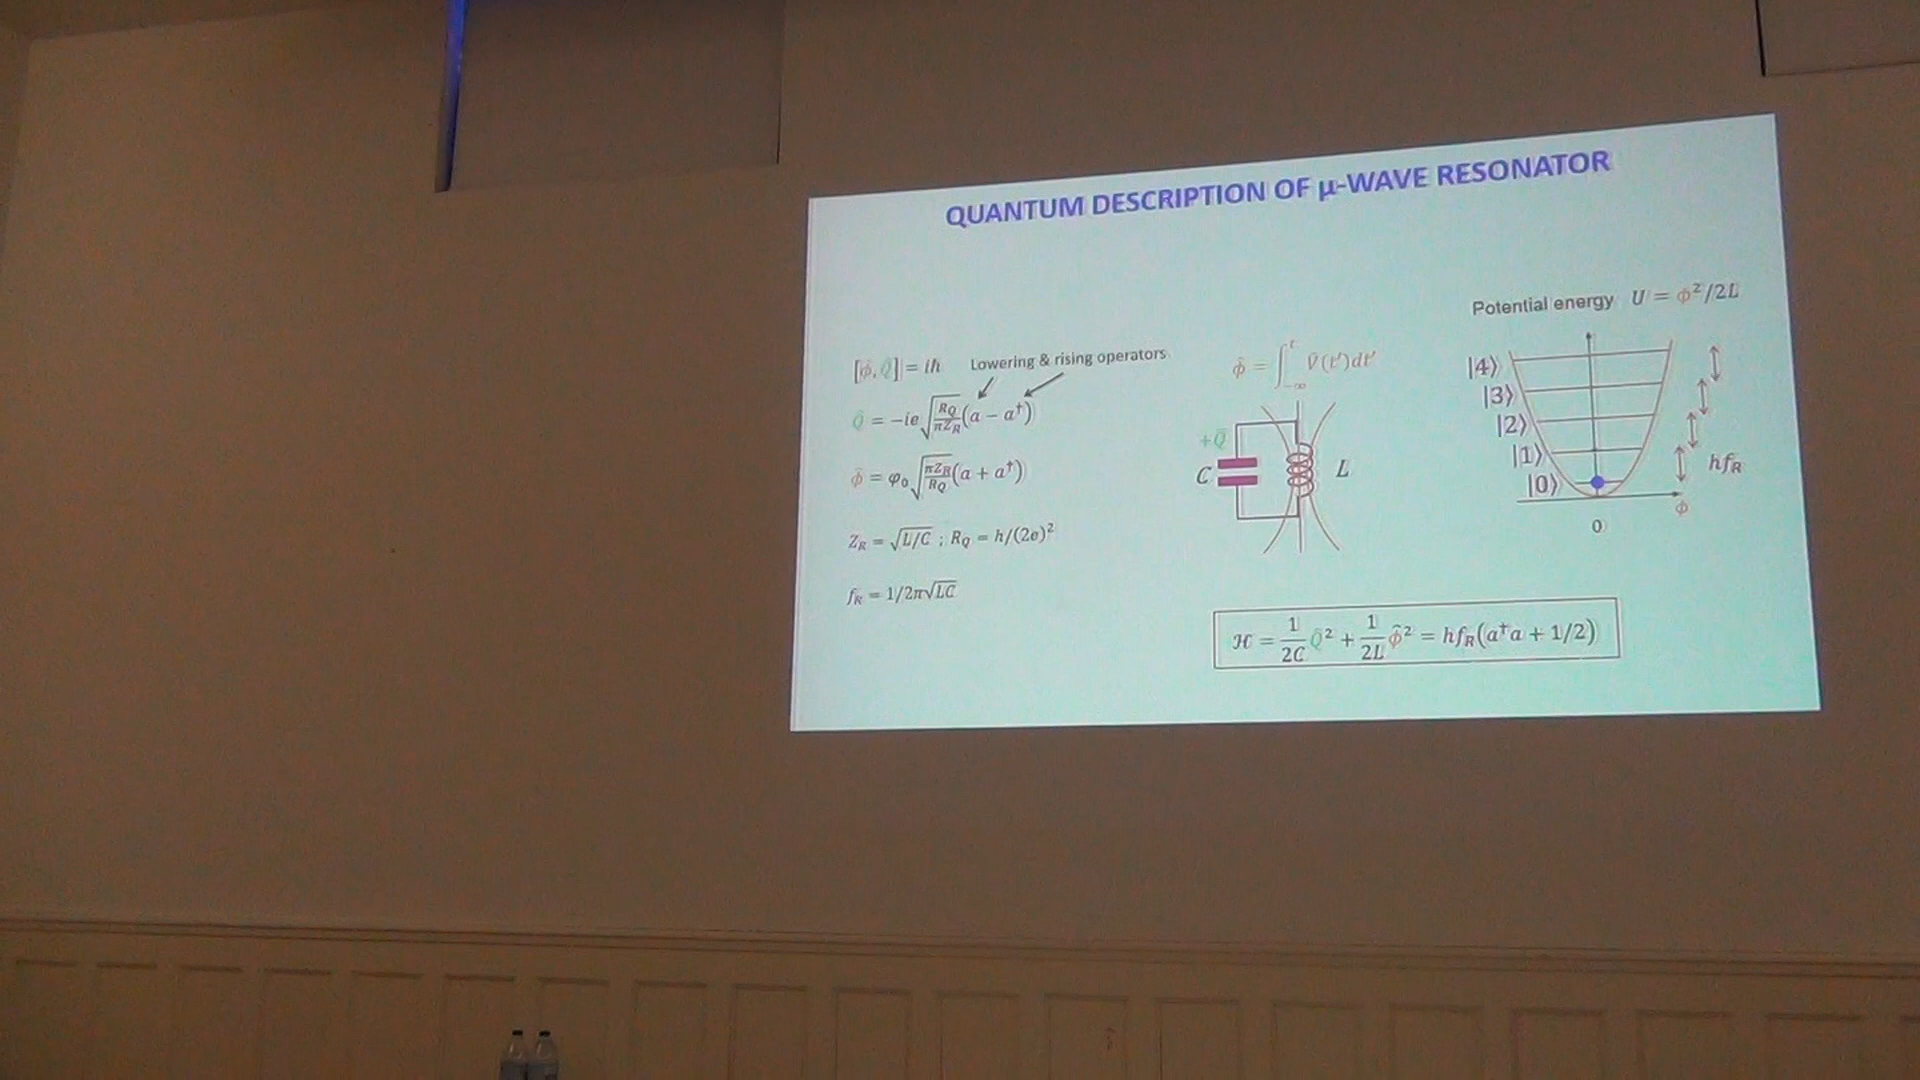 QUANTUM DESCRIPTION OF μ-WAVE RESONATOR
[ϕ̂, Q̂] = iħ
Lowering & rising operators
Q̂ = −ie√(R_Q/πZ_R)(a − a†)
ϕ̂ = φ₀√(πZ_R/R_Q)(a + a†)
Z_R = √L/C ; R_Q = h/(2e)²
f_R = 1/2π√LC
ϕ̂ = ∫_{−∞}^{t} V̂(t′)dt′
+Q̂
C
L
Potential energy U = ϕ̂²/2L
|4⟩
|3⟩
|2⟩
|1⟩
|0⟩
hf_R
ϕ
0
ℋ = 1/2C Q̂² + 1/2L ϕ̂² = hf_R(a†a + 1/2)